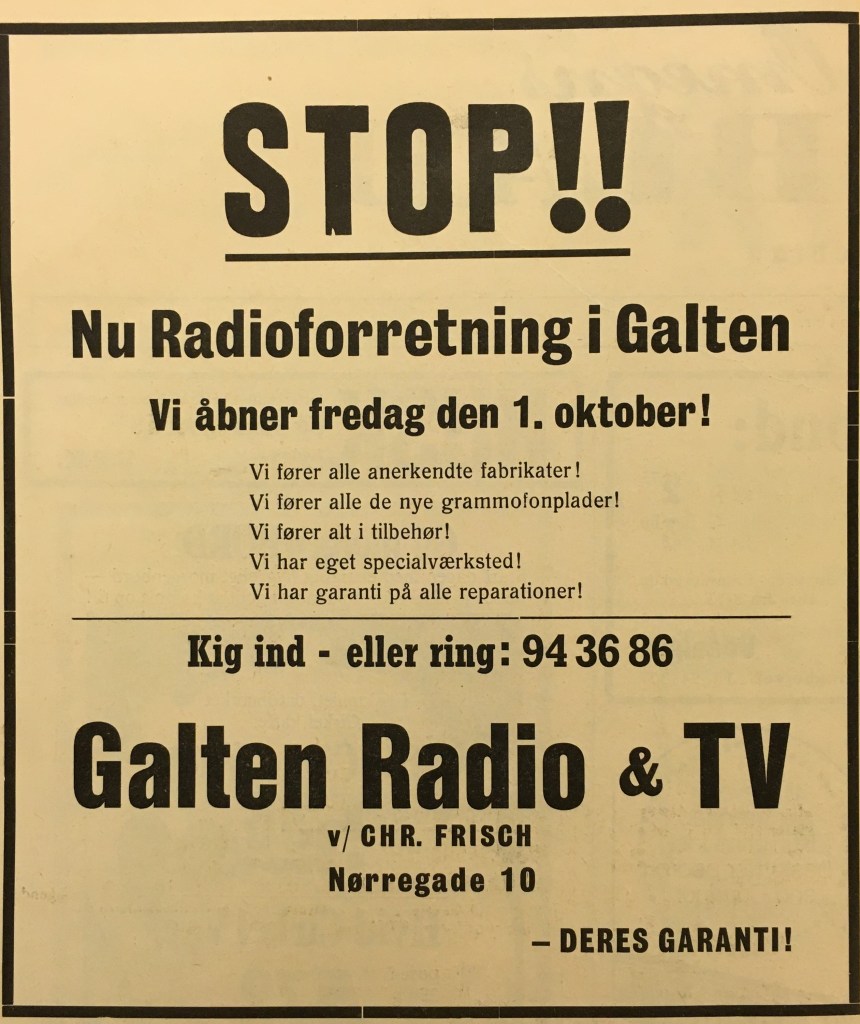 STOP!!
Nu Radioforretning i Galten
Vi åbner fredag den 1. oktober!
Vi fører alle anerkendte fabrikater!
Vi fører alle de nye grammofonplader!
Vi fører alt i tilbehør!
Vi har eget specialværksted!
Vi har garanti på alle reparationer!
Kig ind - eller ring: 94 36 86
Galten Radio & TV
v/ CHR. FRISCH
Nørregade 10
– DERES GARANTI!